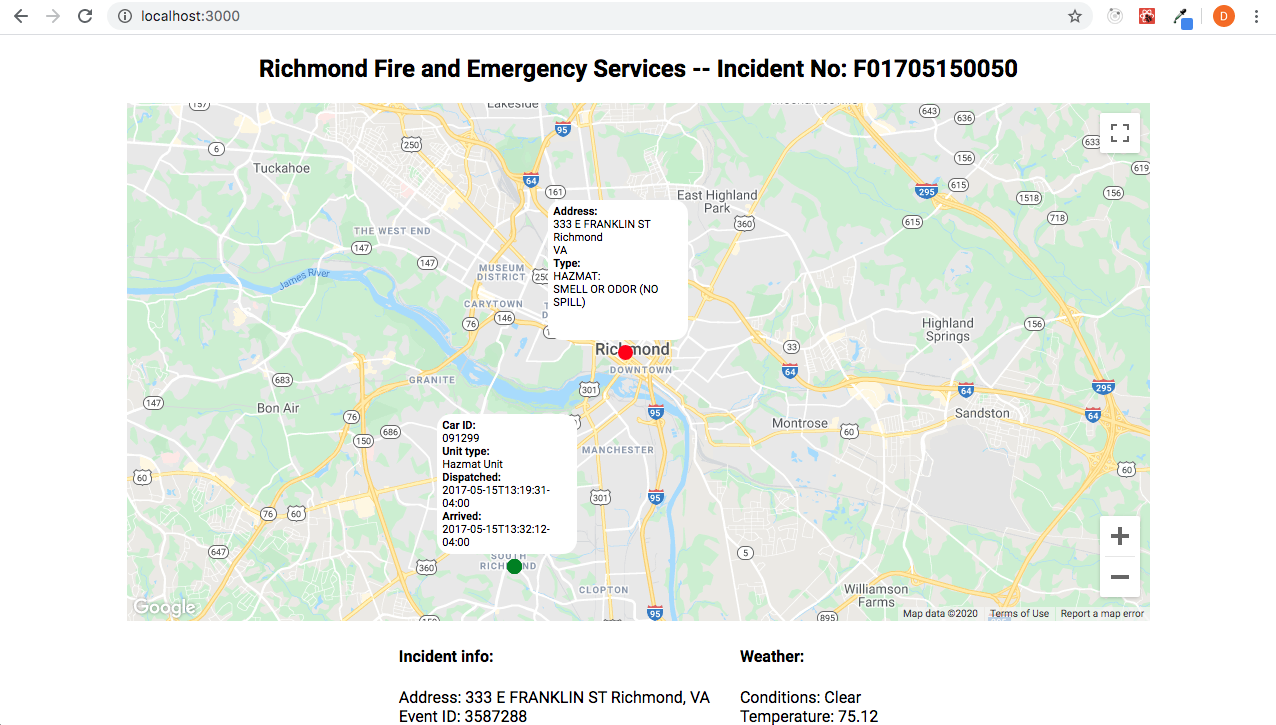 localhost:3000
D
Richmond Fire and Emergency Services -- Incident No: F01705150050
157
Lakeside
95
643
636
250
633
6
Tuckahoe
64
156
619
161
295
615
East Highland
Park
1518
156
360
615
718
Address:
333 E FRANKLIN ST
Richmond
VA
Type:
HAZMAT:
SMELL OR ODOR (NO
SPILL)
THE WEST END
147
147
MUSEUM
DISTRICT
250
James River
CARYTOWN
146
76
Highland
Springs
156
Richmond
33
DOWNTOWN
64
GRANITE
683
301
64
295
147
Bon Air
95
64
Sandston
76
Montrose
60
686
150
Car ID:
091299
Unit type:
Hazmat Unit
Dispatched:
2017-05-15T13:19:31-
04:00
Arrived:
2017-05-15T13:32:12-
04:00
MANCHESTER
60
60
301
95
76
60
647
5
SOUTH
RICHMOND
360
CLOPTON
Williamsom
Farms
Google
95
895
Map data ©2020
Terms of Use
Report a map error
Incident info:
Weather:
Address: 333 E FRANKLIN ST Richmond, VA
Conditions: Clear
Event ID: 3587288
Temperature: 75.12